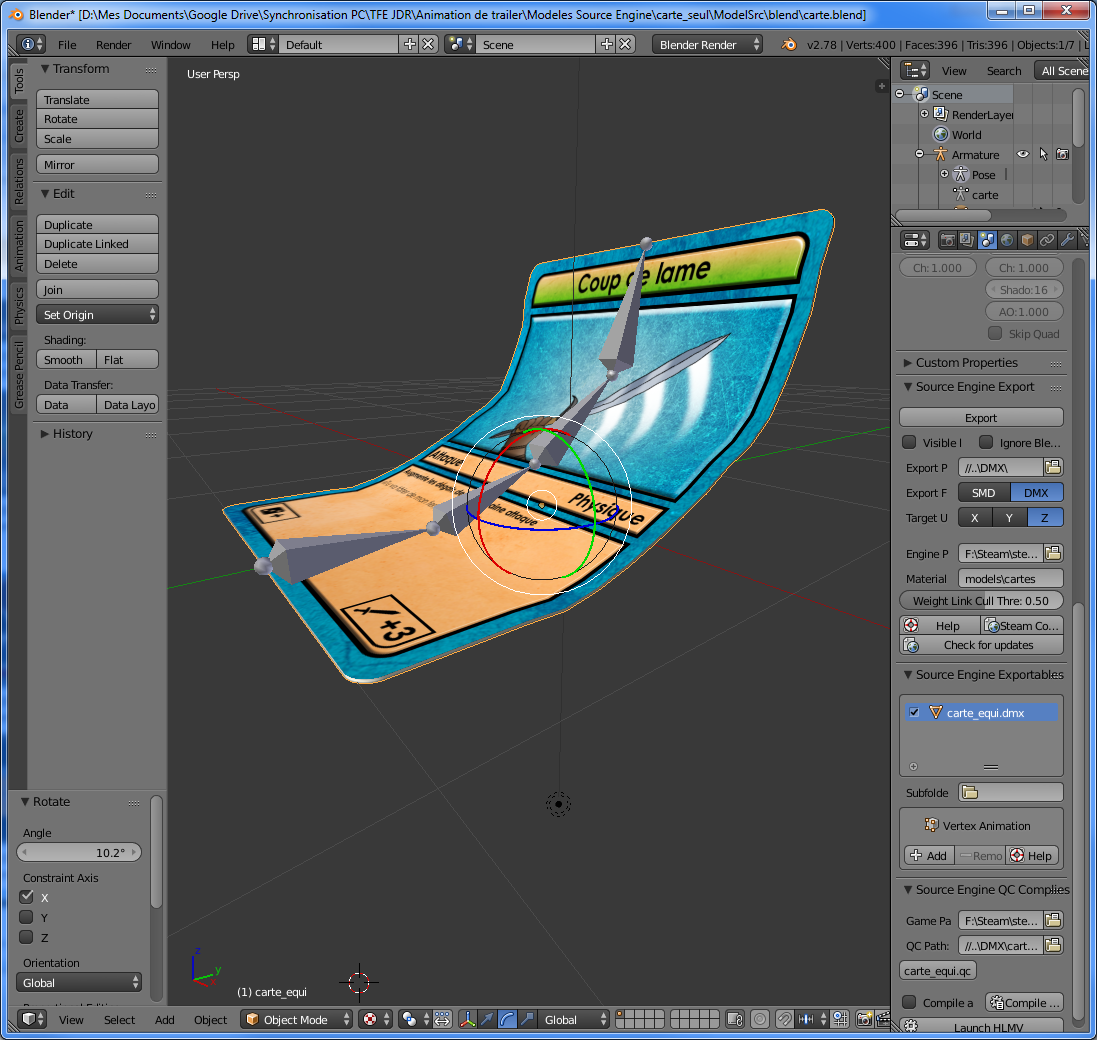 Blender* [D:\Mes Documents\Google Drive\Synchronisation PC\TFE JDR\Animation de trailer\Modeles Source Engine\carte_seul\ModelSrc\blend\carte.blend]
File Render Window Help Default Scene Blender Render v2.78 | Verts:400 | Faces:396 | Tris:396 | Objects:1/7 | L
Tools
Create
Relations
Animation
Physics
Grease Pencil
Transform
Translate
Rotate
Scale
Mirror
Edit
Duplicate
Duplicate Linked
Delete
Join
Set Origin
Shading:
Smooth Flat
Data Transfer:
Data Data Layo
History
Rotate
Angle
10.2°
Constraint Axis
X
Y
Z
Orientation
Global
User Persp
Coup de lame
Attaque
Physique
+3
z
y
(1) carte_equi
View Select Add Object Object Mode Global
View Search All Scene
Scene
RenderLayer
World
Armature
Pose
carte
Ch: 1.000 Ch: 1.000
Shado:16
AO:1.000
Skip Quad
Custom Properties
Source Engine Export
Export
Visible l Ignore Ble...
Export P //..\DMX\
Export F SMD DMX
Target U X Y Z
Engine P F:\Steam\ste...
Material models\cartes
Weight Link Cull Thre: 0.50
Help Steam Co...
Check for updates
Source Engine Exportables
carte_equi.dmx
Subfolde
Vertex Animation
Add Remo Help
Source Engine QC Complies
Game Pa F:\Steam\ste...
QC Path: //..\DMX\cart...
carte_equi.qc
Compile a Compile ...
Launch HLMV